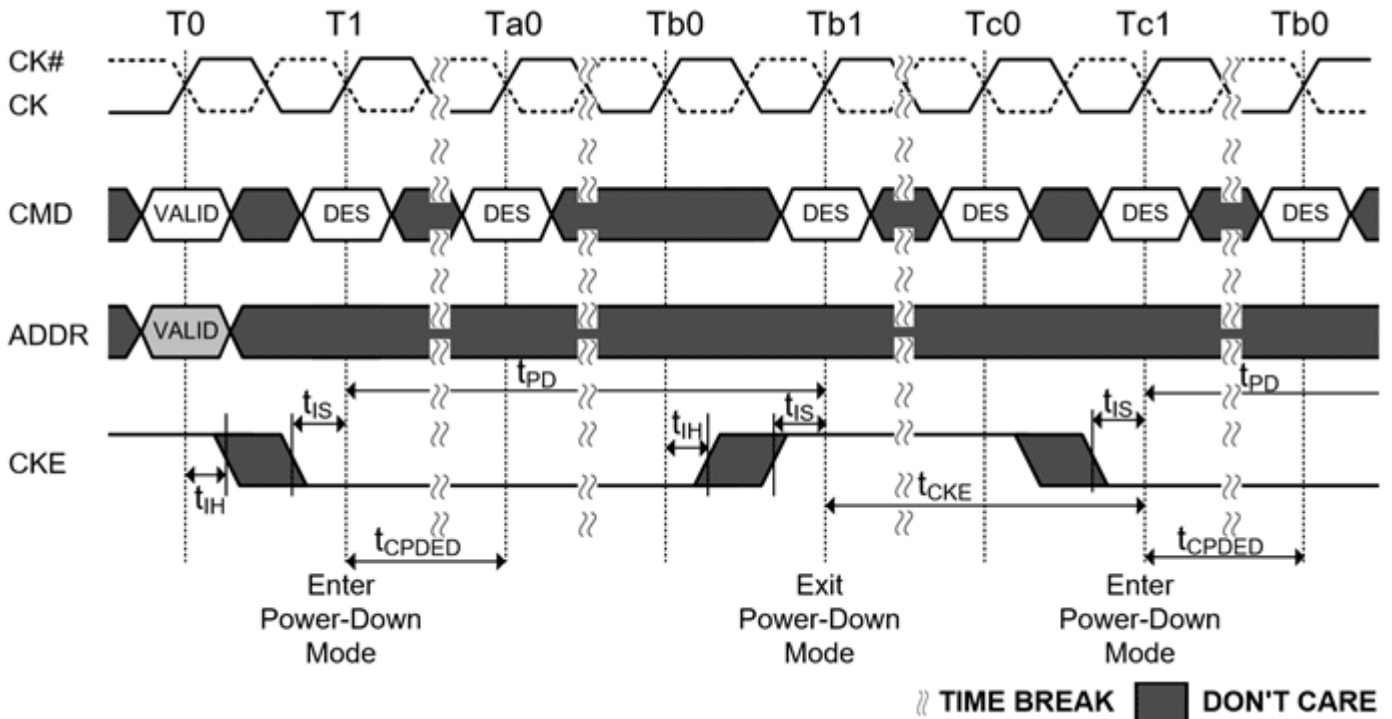 T0 T1 Ta0 Tb0 Tb1 Tc0 Tc1 Tb0
CK#
CK
CMD VALID DES DES DES DES DES DES
ADDR VALID
tPD tPD
tIS tIH tIS tIS
CKE
tIH tCKE
tCPDED tCPDED
Enter Power-Down Mode
Exit Power-Down Mode
Enter Power-Down Mode
TIME BREAK DON'T CARE